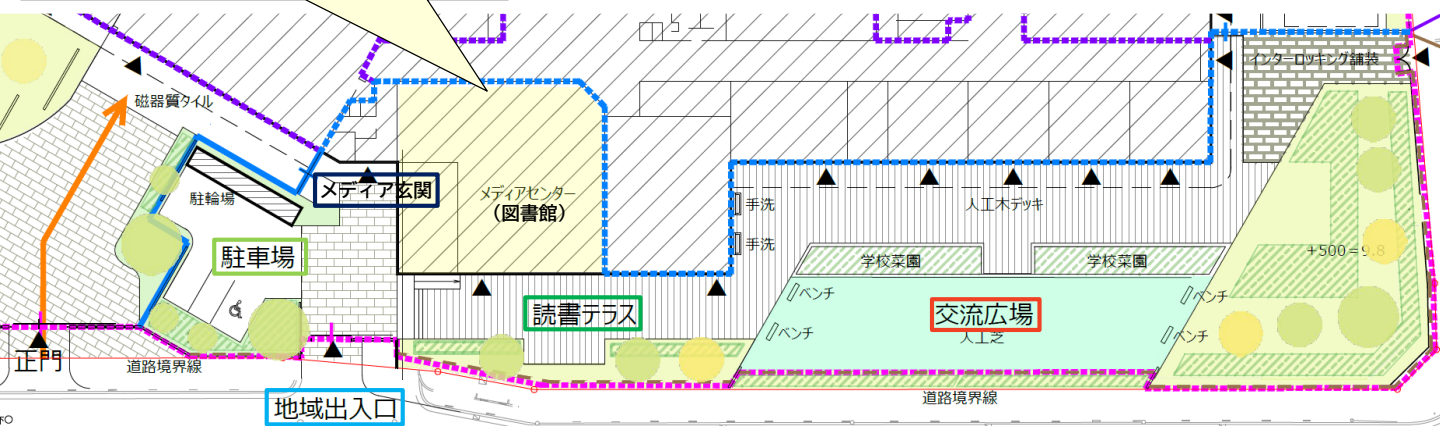 インターロッキング舗装
磁器質タイル
メディア玄関
駐輪場
メディアセンター
（図書館）
手洗
人工木デッキ
手洗
駐車場
学校菜園
学校菜園
+500=9.8
ベンチ
ベンチ
読書テラス
交流広場
人工芝
ベンチ
ベンチ
正門
道路境界線
道路境界線
地域出入口